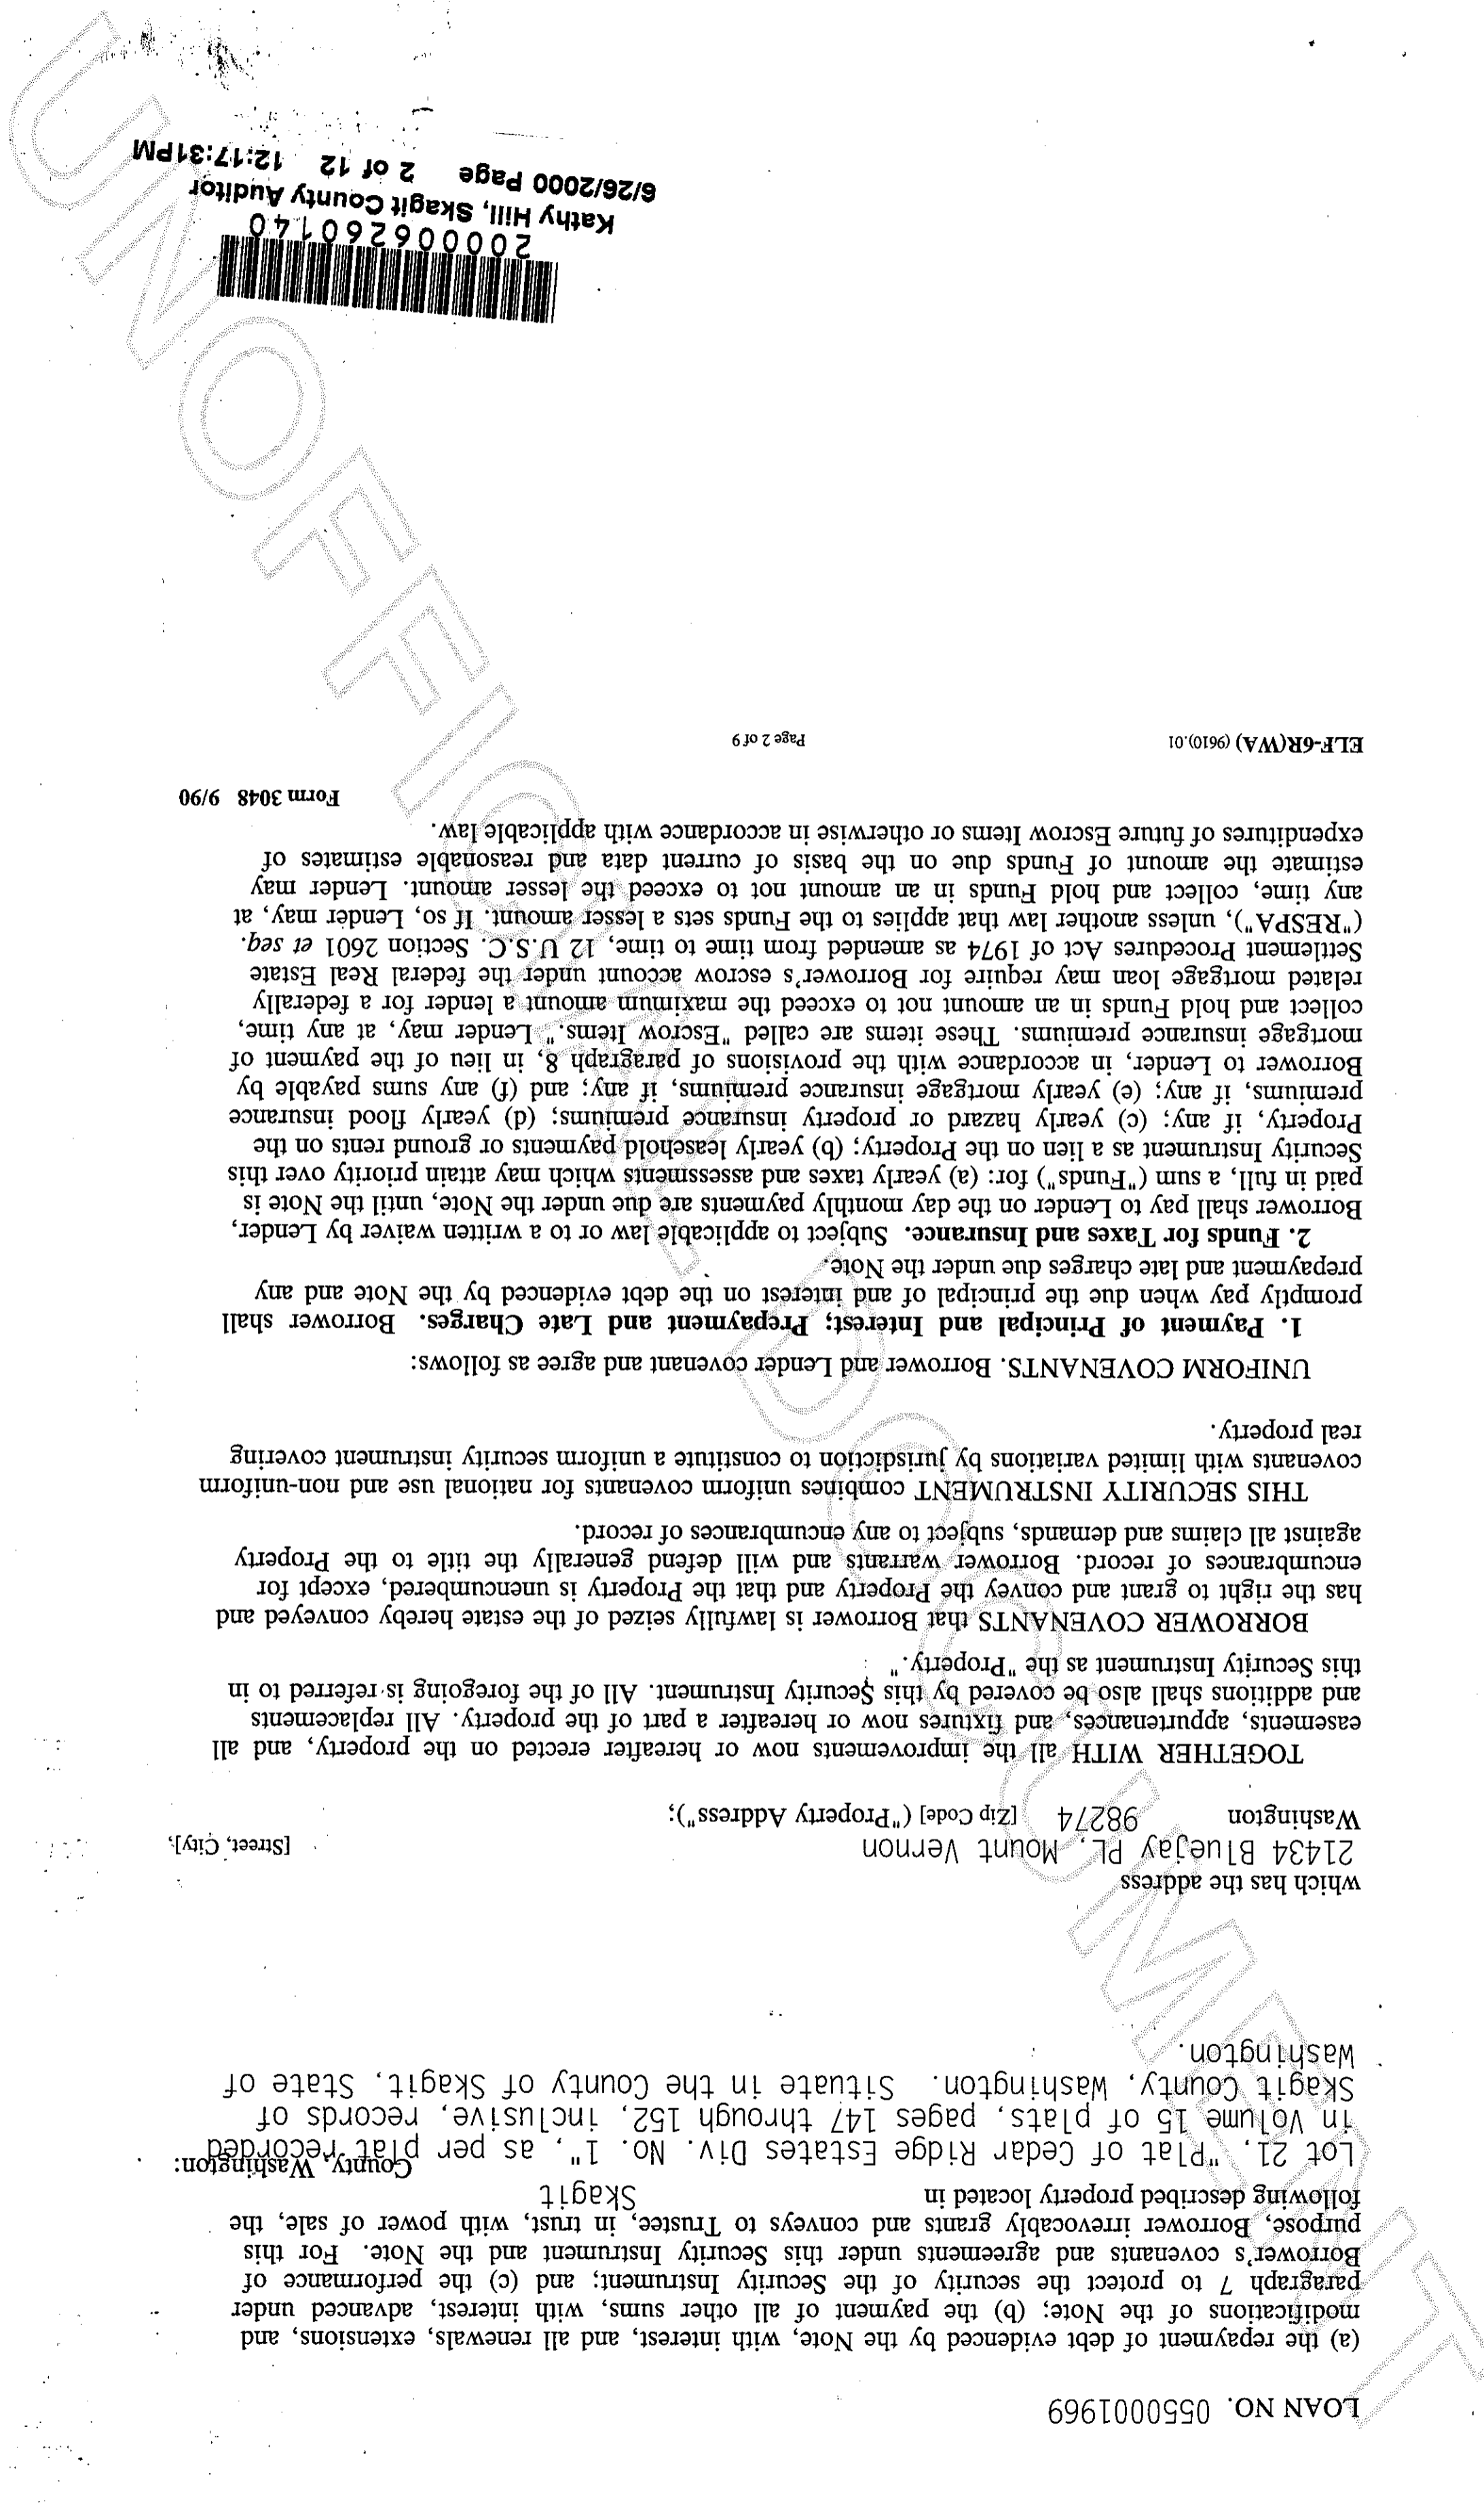 LOAN NO. 0550001969
(a) the repayment of debt evidenced by the Note, with interest, and all renewals, extensions, and
modifications of the Note; (b) the payment of all other sums, with interest, advanced under
paragraph 7 to protect the security of the Security Instrument; and (c) the performance of
Borrower's covenants and agreements under this Security Instrument and the Note. For this
purpose, Borrower irrevocably grants and conveys to Trustee, in trust, with power of sale, the
following described property located in Skagit
County, Washington:
Lot 21, "Plat of Cedar Ridge Estates Div. No. 1", as per plat recorded
in Volume 15 of plats, pages 147 through 152, inclusive, records of
Skagit County, Washington. Situate in the County of Skagit, State of
Washington.
which has the address
21434 Bluejay PL, Mount Vernon [Street, City],
Washington 98274 [Zip Code] ("Property Address");
TOGETHER WITH all the improvements now or hereafter erected on the property, and all
easements, appurtenances, and fixtures now or hereafter a part of the property. All replacements
and additions shall also be covered by this Security Instrument. All of the foregoing is referred to in
this Security Instrument as the "Property."
BORROWER COVENANTS that Borrower is lawfully seized of the estate hereby conveyed and
has the right to grant and convey the Property and that the Property is unencumbered, except for
encumbrances of record. Borrower warrants and will defend generally the title to the Property
against all claims and demands, subject to any encumbrances of record.
THIS SECURITY INSTRUMENT combines uniform covenants for national use and non-uniform
covenants with limited variations by jurisdiction to constitute a uniform security instrument covering
real property.
UNIFORM COVENANTS. Borrower and Lender covenant and agree as follows:
1. Payment of Principal and Interest; Prepayment and Late Charges. Borrower shall
promptly pay when due the principal of and interest on the debt evidenced by the Note and any
prepayment and late charges due under the Note.
2. Funds for Taxes and Insurance. Subject to applicable law or to a written waiver by Lender,
Borrower shall pay to Lender on the day monthly payments are due under the Note, until the Note is
paid in full, a sum ("Funds") for: (a) yearly taxes and assessments which may attain priority over this
Security Instrument as a lien on the Property; (b) yearly leasehold payments or ground rents on the
Property, if any; (c) yearly hazard or property insurance premiums; (d) yearly flood insurance
premiums, if any; (e) yearly mortgage insurance premiums, if any; and (f) any sums payable by
Borrower to Lender, in accordance with the provisions of paragraph 8, in lieu of the payment of
mortgage insurance premiums. These items are called "Escrow Items." Lender may, at any time,
collect and hold Funds in an amount not to exceed the maximum amount a lender for a federally
related mortgage loan may require for Borrower's escrow account under the federal Real Estate
Settlement Procedures Act of 1974 as amended from time to time, 12 U.S.C. Section 2601 et seq.
("RESPA"), unless another law that applies to the Funds sets a lesser amount. If so, Lender may, at
any time, collect and hold Funds in an amount not to exceed the lesser amount. Lender may
estimate the amount of Funds due on the basis of current data and reasonable estimates of
expenditures of future Escrow Items or otherwise in accordance with applicable law.
Form 3048 9/90
ELF-6R(WA) (9610).01 Page 2 of 9
200006260140
Kathy Hill, Skagit County Auditor
6/26/2000 Page 2 of 12 12:17:31PM
UNOFFICIAL DOCUMENT